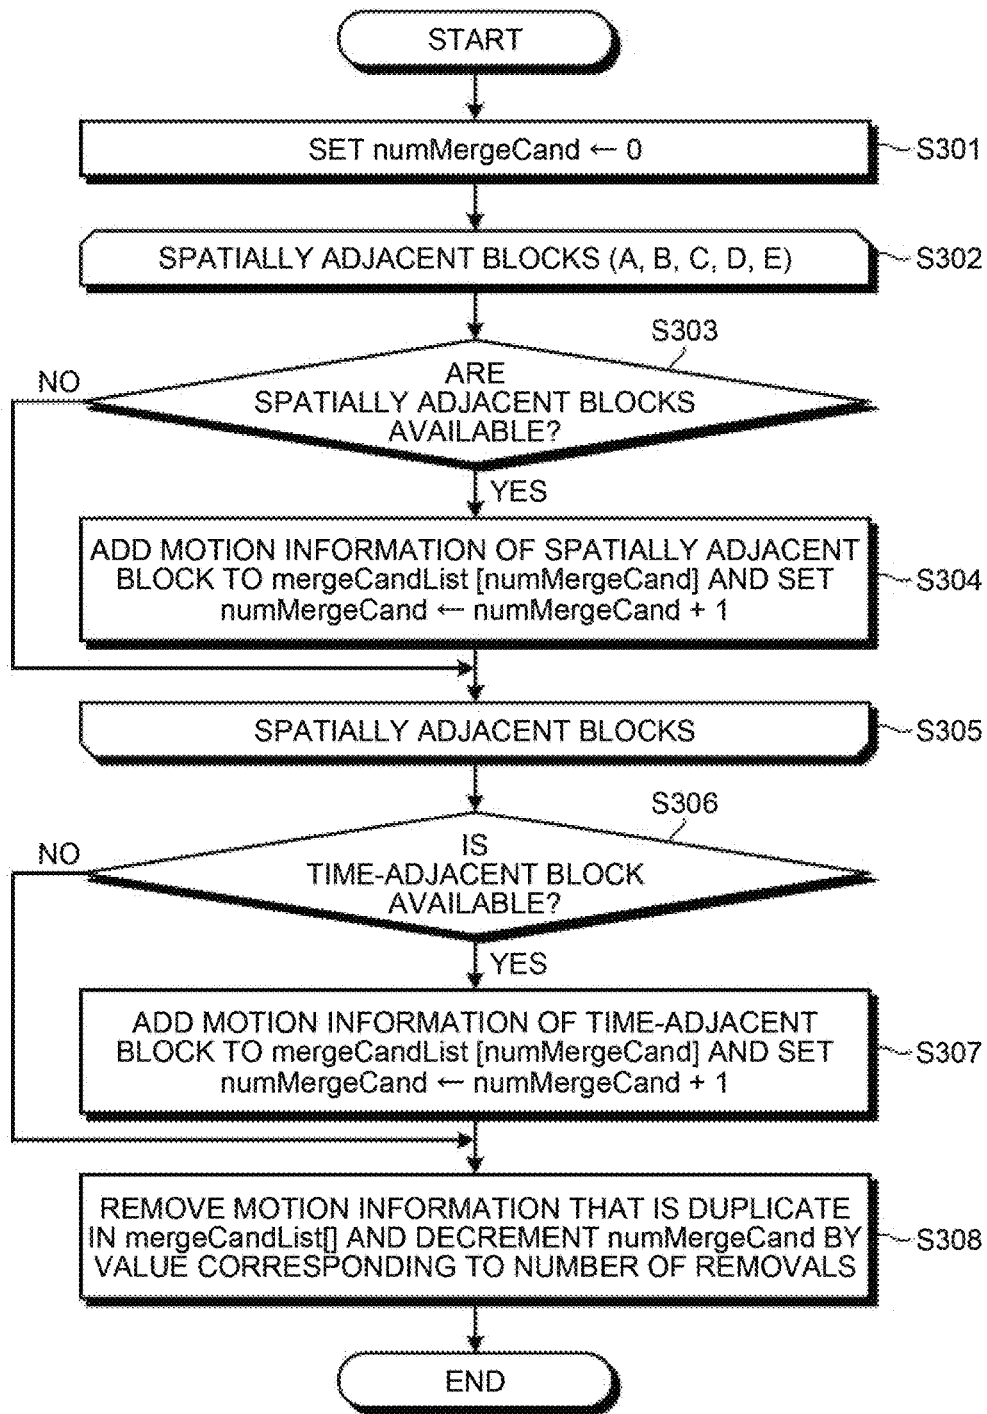 START
SET numMergeCand ← 0
S301
SPATIALLY ADJACENT BLOCKS (A, B, C, D, E)
S302
S303
NO
ARE
SPATIALLY ADJACENT BLOCKS
AVAILABLE?
YES
ADD MOTION INFORMATION OF SPATIALLY ADJACENT
BLOCK TO mergeCandList [numMergeCand] AND SET
numMergeCand ← numMergeCand + 1
S304
SPATIALLY ADJACENT BLOCKS
S305
S306
NO
IS
TIME-ADJACENT BLOCK
AVAILABLE?
YES
ADD MOTION INFORMATION OF TIME-ADJACENT
BLOCK TO mergeCandList [numMergeCand] AND SET
numMergeCand ← numMergeCand + 1
S307
REMOVE MOTION INFORMATION THAT IS DUPLICATE
IN mergeCandList[] AND DECREMENT numMergeCand BY
VALUE CORRESPONDING TO NUMBER OF REMOVALS
S308
END